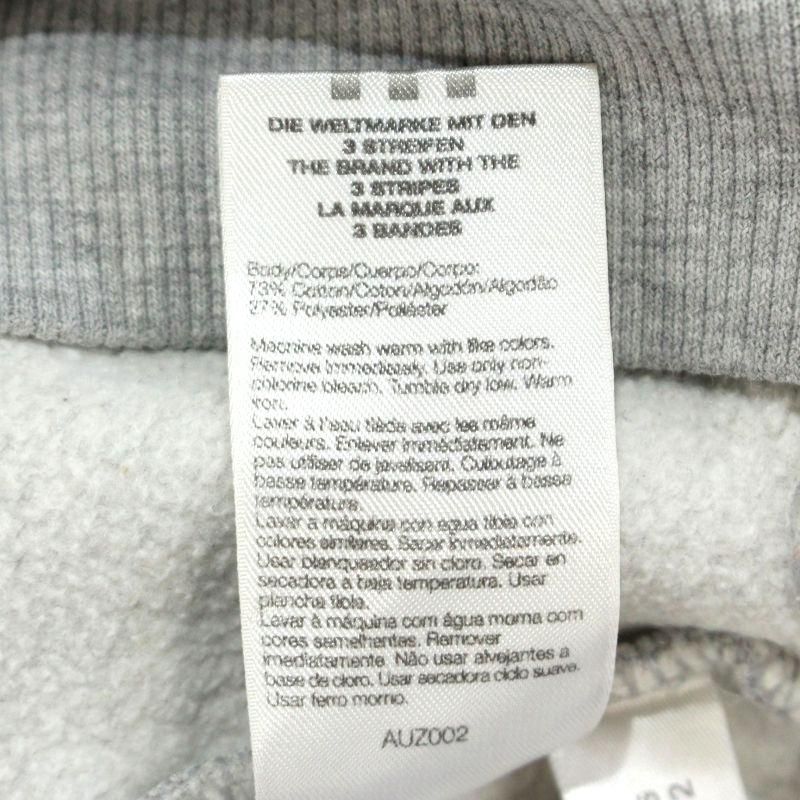 DIE WELTMARKE MIT DEN
3 STREIFEN
THE BRAND WITH THE
3 STRIPES
LA MARQUE AUX
3 BANDES
Body/Corps/Cuerpo/Corpo:
73% Cotton/Coton/Algodón/Algodão
27% Polyester/Poliéster
Machine wash warm with like colors.
Remove immediately. Use only non-
chlorine bleach. Tumble dry low. Warm
iron.
Laver à l'eau tiède avec les même
couleurs. Enlever immédiatement. Ne
pas utiliser de javelisent. Culbutage à
basse température. Repasser à basse
température.
Lavar a máquina con agua tibia con
colores similares. Sacar inmediatamente.
Usar blanqueador sin cloro. Secar en
secadora a baja temperatura. Usar
plancha tibia.
Lavar à máquina com água morna com
cores semelhantes. Remover
imediatamente. Não usar alvejantes a
base de cloro. Usar secadora ciclo suave.
Usar ferro morno.
AUZ002